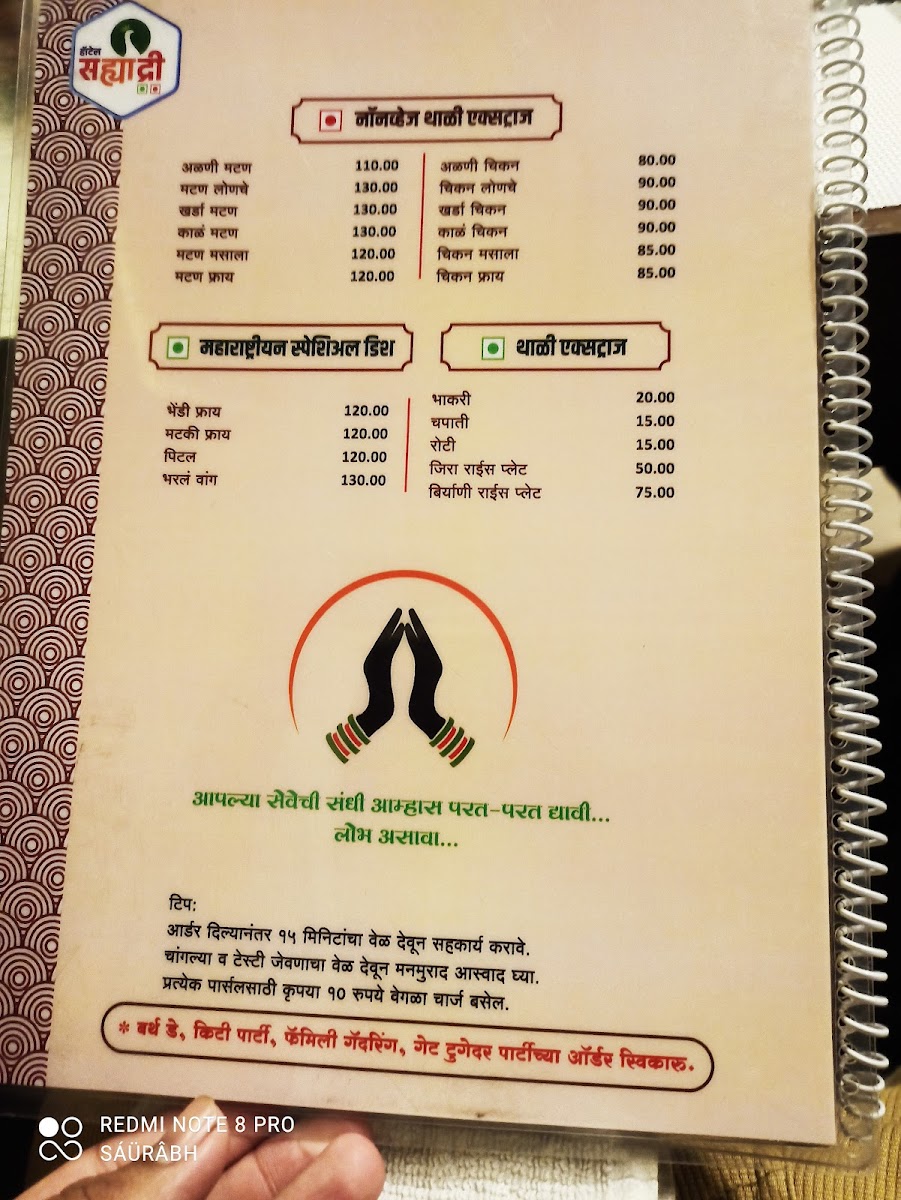 हॉटेल
सह्याद्री
नॉनव्हेज थाळी एक्सट्राज
अळणी मटण 110.00
मटण लोणचे 130.00
खर्डा मटण 130.00
काळं मटण 130.00
मटण मसाला 120.00
मटण फ्राय 120.00
अळणी चिकन 80.00
चिकन लोणचे 90.00
खर्डा चिकन 90.00
काळं चिकन 90.00
चिकन मसाला 85.00
चिकन फ्राय 85.00
महाराष्ट्रीयन स्पेशिअल डिश
भेंडी फ्राय 120.00
मटकी फ्राय 120.00
पिटल 120.00
भरलं वांग 130.00
थाळी एक्सट्राज
भाकरी 20.00
चपाती 15.00
रोटी 15.00
जिरा राईस प्लेट 50.00
बिर्याणी राईस प्लेट 75.00
आपल्या सेवेची संधी आम्हास परत-परत द्यावी...
लोभ असावा...
टिप:
आर्डर दिल्यानंतर १५ मिनिटांचा वेळ देवून सहकार्य करावे.
चांगल्या व टेस्टी जेवणाचा वेळ देवून मनमुराद आस्वाद घ्या.
प्रत्येक पार्सलसाठी कृपया १० रुपये वेगळा चार्ज बसेल.
* बर्थ डे, किटी पार्टी, फॅमिली गॅदरिंग, गेट टुगेदर पार्टीच्या ऑर्डर स्विकारु.
REDMI NOTE 8 PRO
SÁÜRÂBH